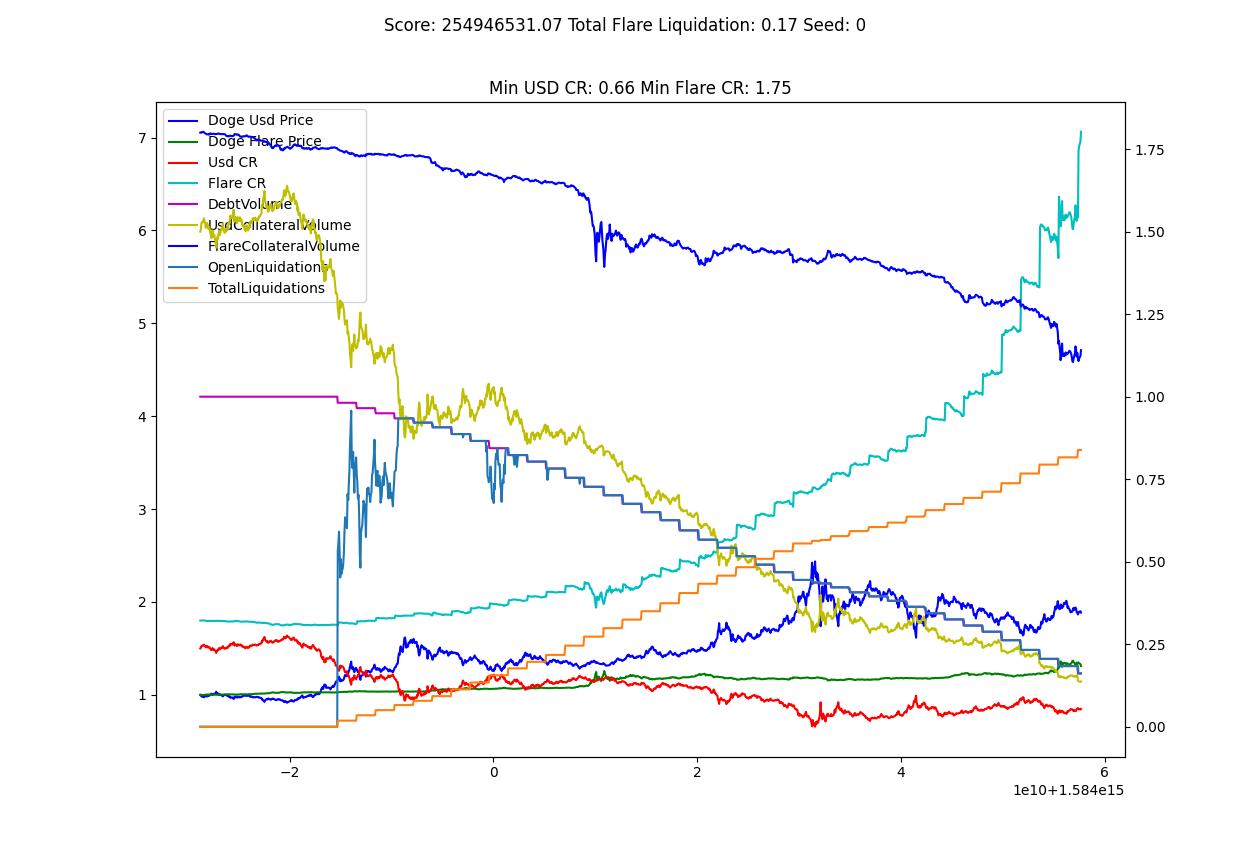 Score: 254946531.07 Total Flare Liquidation: 0.17 Seed: 0
Min USD CR: 0.66 Min Flare CR: 1.75
Doge Usd Price
Doge Flare Price
Usd CR
Flare CR
DebtVolume
UsdCollateralVolume
FlareCollateralVolume
OpenLiquidations
TotalLiquidations
7
6
5
4
3
2
1
1.75
1.50
1.25
1.00
0.75
0.50
0.25
0.00
−2
0
2
4
6
1e10+1.584e15